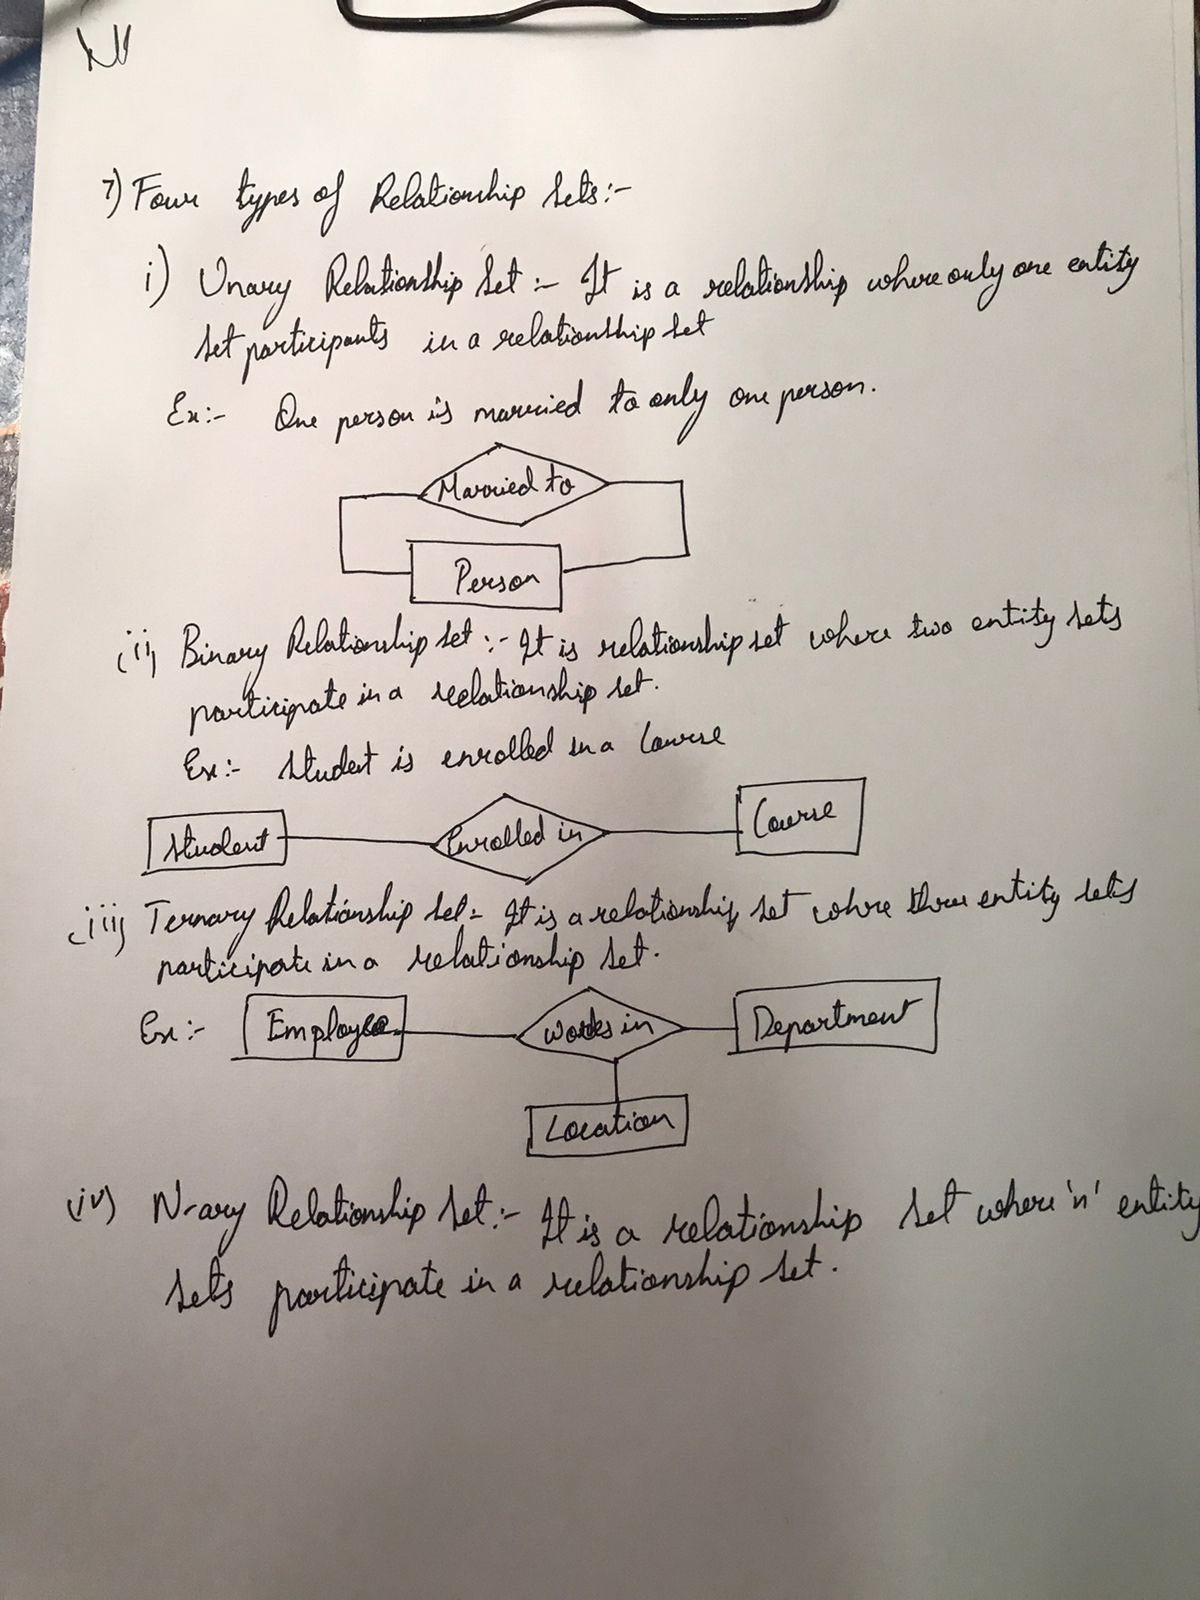 7) Four types of Relationship Sets:-
i) Unary Relationship Set :- It is a relationship where only one entity
set participants in a relationship set
Ex:- One person is married to only one person.
Married to
Person
(ii) Binary Relationship set :- It is relationship set where two entity sets
participate in a relationship set.
Ex:- Student is enrolled in a Course
Student Enrolled in Course
(iii) Ternary Relationship Set:- It is a relationship set where three entity sets
participate in a relationship set.
Ex:- Employee works in Department
Location
(iv) N-ary Relationship Set:- It is a relationship set where 'n' entity
sets participate in a relationship set.